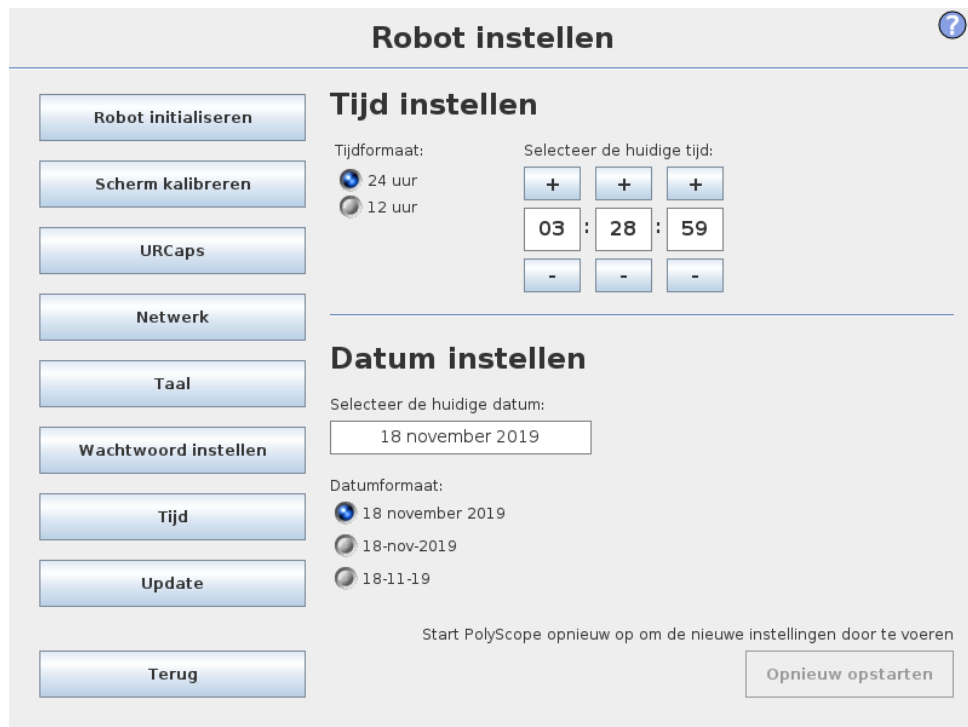 Robot instellen
?
Robot initialiseren
Scherm kalibreren
URCaps
Netwerk
Taal
Wachtwoord instellen
Tijd
Update
Terug
Tijd instellen
Tijdformaat:
24 uur
12 uur
Selecteer de huidige tijd:
+ + +
03 : 28 : 59
- - -
Datum instellen
Selecteer de huidige datum:
18 november 2019
Datumformaat:
18 november 2019
18-nov-2019
18-11-19
Start PolyScope opnieuw op om de nieuwe instellingen door te voeren
Opnieuw opstarten